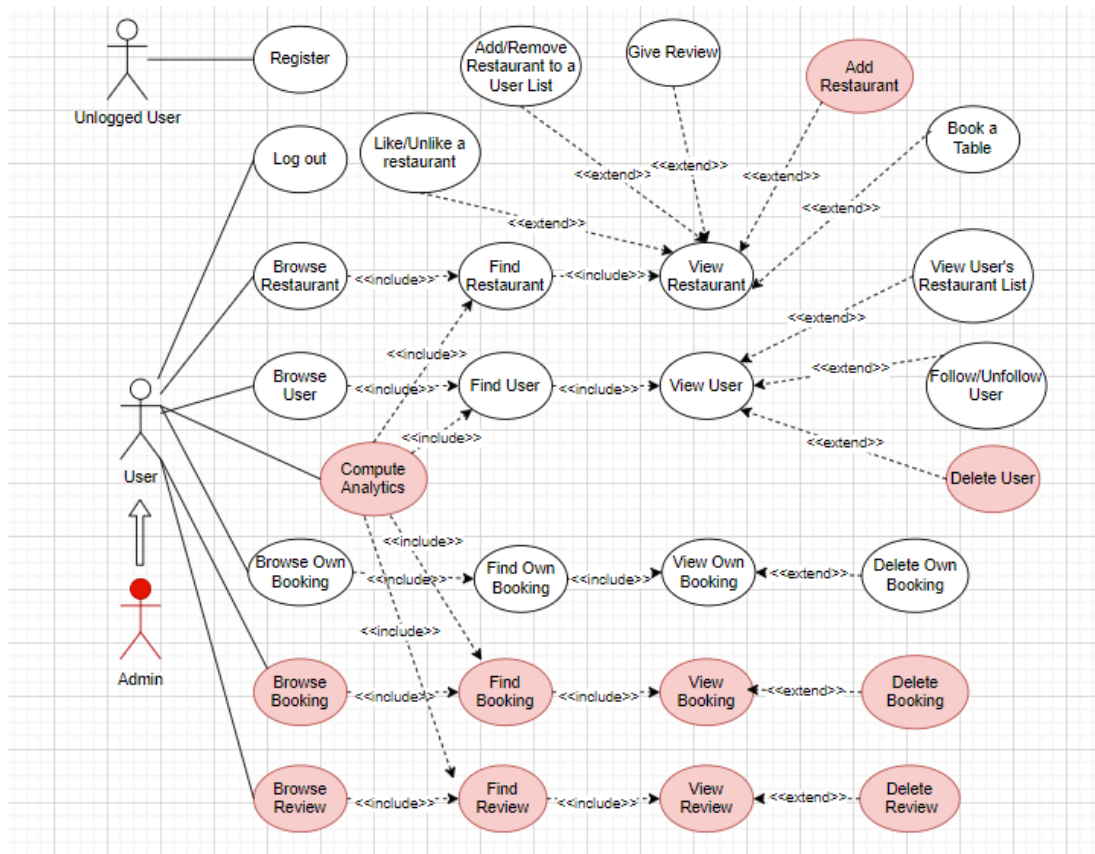 Unlogged User
Register
Add/Remove
Restaurant to a
User List
Give Review
Add
Restaurant
Book a
Table
Log out
Like/Unlike a
restaurant
<<extend>>
<<extend>>
<<extend>>
<<extend>>
<<extend>>
Browse
Restaurant
<<include>>
Find
Restaurant
<<include>>
View
Restaurant
View User's
Restaurant List
<<extend>>
<<include>>
Browse
User
<<include>>
Find User
<<include>>
View User
<<extend>>
Follow/Unfollow
User
<<include>>
<<extend>>
User
Compute
Analytics
Delete User
<<include>>
Browse Own
Booking
<<include>>
Find Own
Booking
<<include>>
View Own
Booking
<<extend>>
Delete Own
Booking
<<include>>
Admin
Browse
Booking
<<include>>
Find
Booking
<<include>>
View
Booking
<<extend>>
Delete
Booking
Browse
Review
<<include>>
Find
Review
<<include>>
View
Review
<<extend>>
Delete
Review